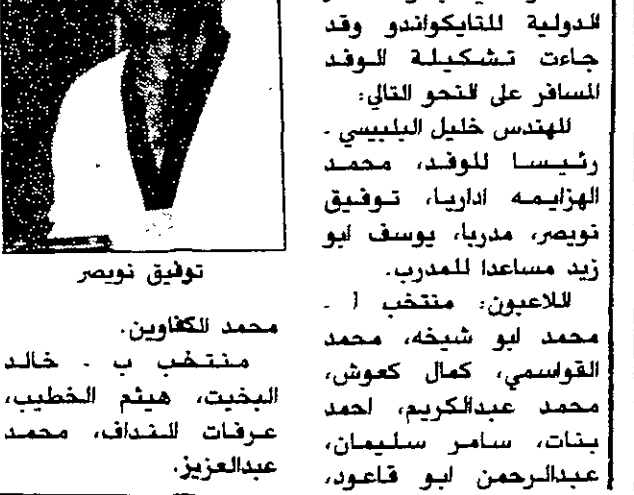 الدولية للتايكواندو وقد
جاءت تشكيلة الوفد
المسافر على النحو التالي:
المهندس خليل البلبيسي -
رئيسا للوفد، محمد
الهزايمه اداريا، توفيق
نويصر، مدربا، يوسف ابو
زيد مساعدا للمدرب.
اللاعبون: منتخب أ -
محمد ابو شيخه، محمد
القواسمي، كمال كعوش،
محمد عبدالكريم، احمد
بنات، سامر سليمان،
عبدالرحمن ابو قاعود،
توفيق نويصر
محمد الكفاوين.
منتخب ب - خالد
البخيت، هيثم الخطيب،
عرفات النداف، محمد
عبدالعزيز.